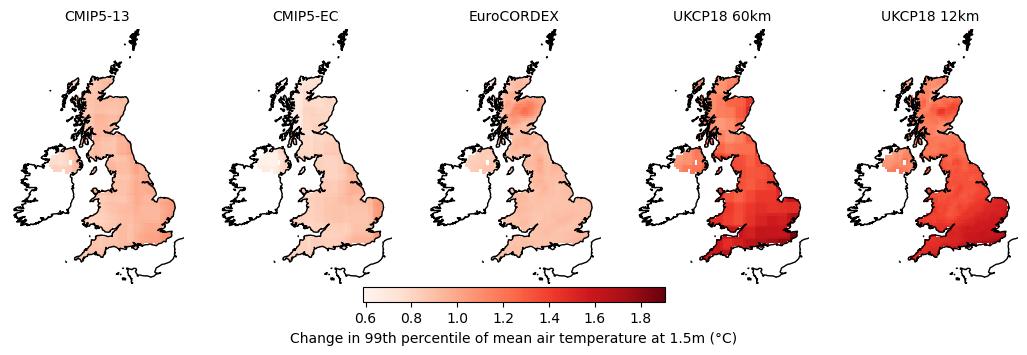 CMIP5-13 CMIP5-EC EuroCORDEX UKCP18 60km UKCP18 12km
0.6 0.8 1.0 1.2 1.4 1.6 1.8
Change in 99th percentile of mean air temperature at 1.5m (°C)